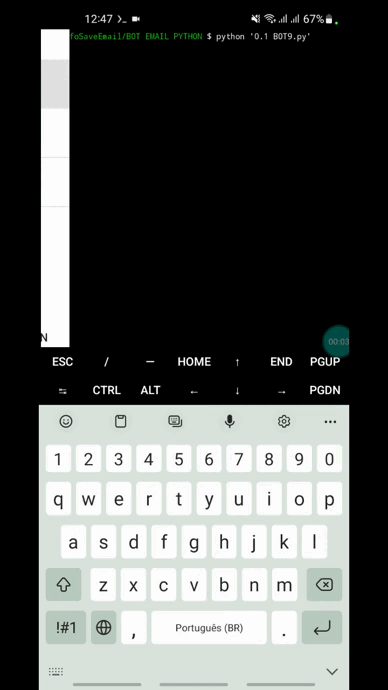 12:47 67%
foSaveEmail/BOT EMAIL PYTHON $ python '0.1 BOT9.py'
N
00:03
ESC / — HOME ↑ END PGUP
CTRL ALT ← ↓ → PGDN
1 2 3 4 5 6 7 8 9 0
q w e r t y u i o p
a s d f g h j k l
z x c v b n m
!#1 , Português (BR) .